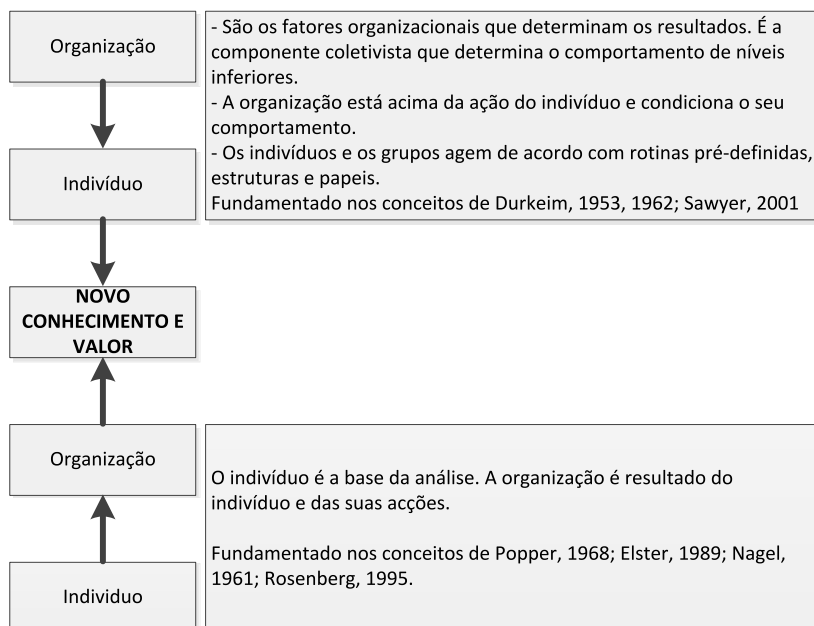 Organização
- São os fatores organizacionais que determinam os resultados. É a
componente coletivista que determina o comportamento de níveis
inferiores.
- A organização está acima da ação do indivíduo e condiciona o seu
comportamento.
- Os indivíduos e os grupos agem de acordo com rotinas pré-definidas,
estruturas e papeis.
Fundamentado nos conceitos de Durkeim, 1953, 1962; Sawyer, 2001
Indivíduo
NOVO
CONHECIMENTO E
VALOR
Organização
O indivíduo é a base da análise. A organização é resultado do
indivíduo e das suas acções.
Fundamentado nos conceitos de Popper, 1968; Elster, 1989; Nagel,
1961; Rosenberg, 1995.
Individuo